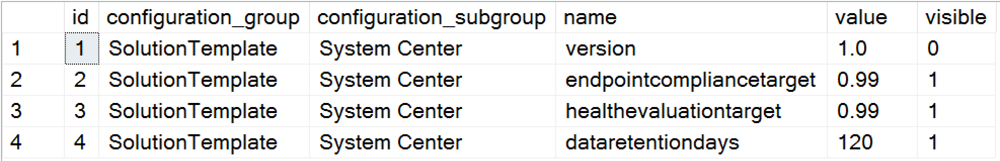 id configuration_group configuration_subgroup name value visible
1 1 SolutionTemplate System Center version 1.0 0
2 2 SolutionTemplate System Center endpointcompliancetarget 0.99 1
3 3 SolutionTemplate System Center healthevaluationtarget 0.99 1
4 4 SolutionTemplate System Center dataretentiondays 120 1